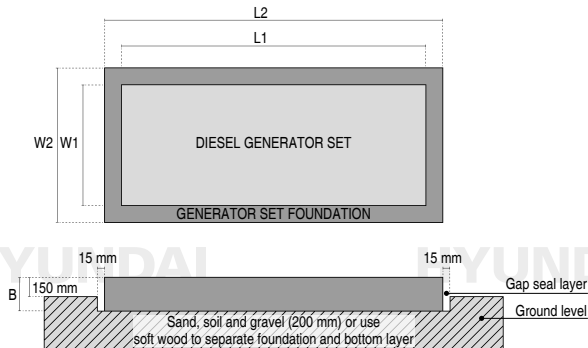 L2
L1
W2 W1
DIESEL GENERATOR SET
GENERATOR SET FOUNDATION
HYUNDAI
HYUND
15 mm
15 mm
Gap seal layer
150 mm
B
Ground level
Sand, soil and gravel (200 mm) or use
soft wood to separate foundation and bottom layer